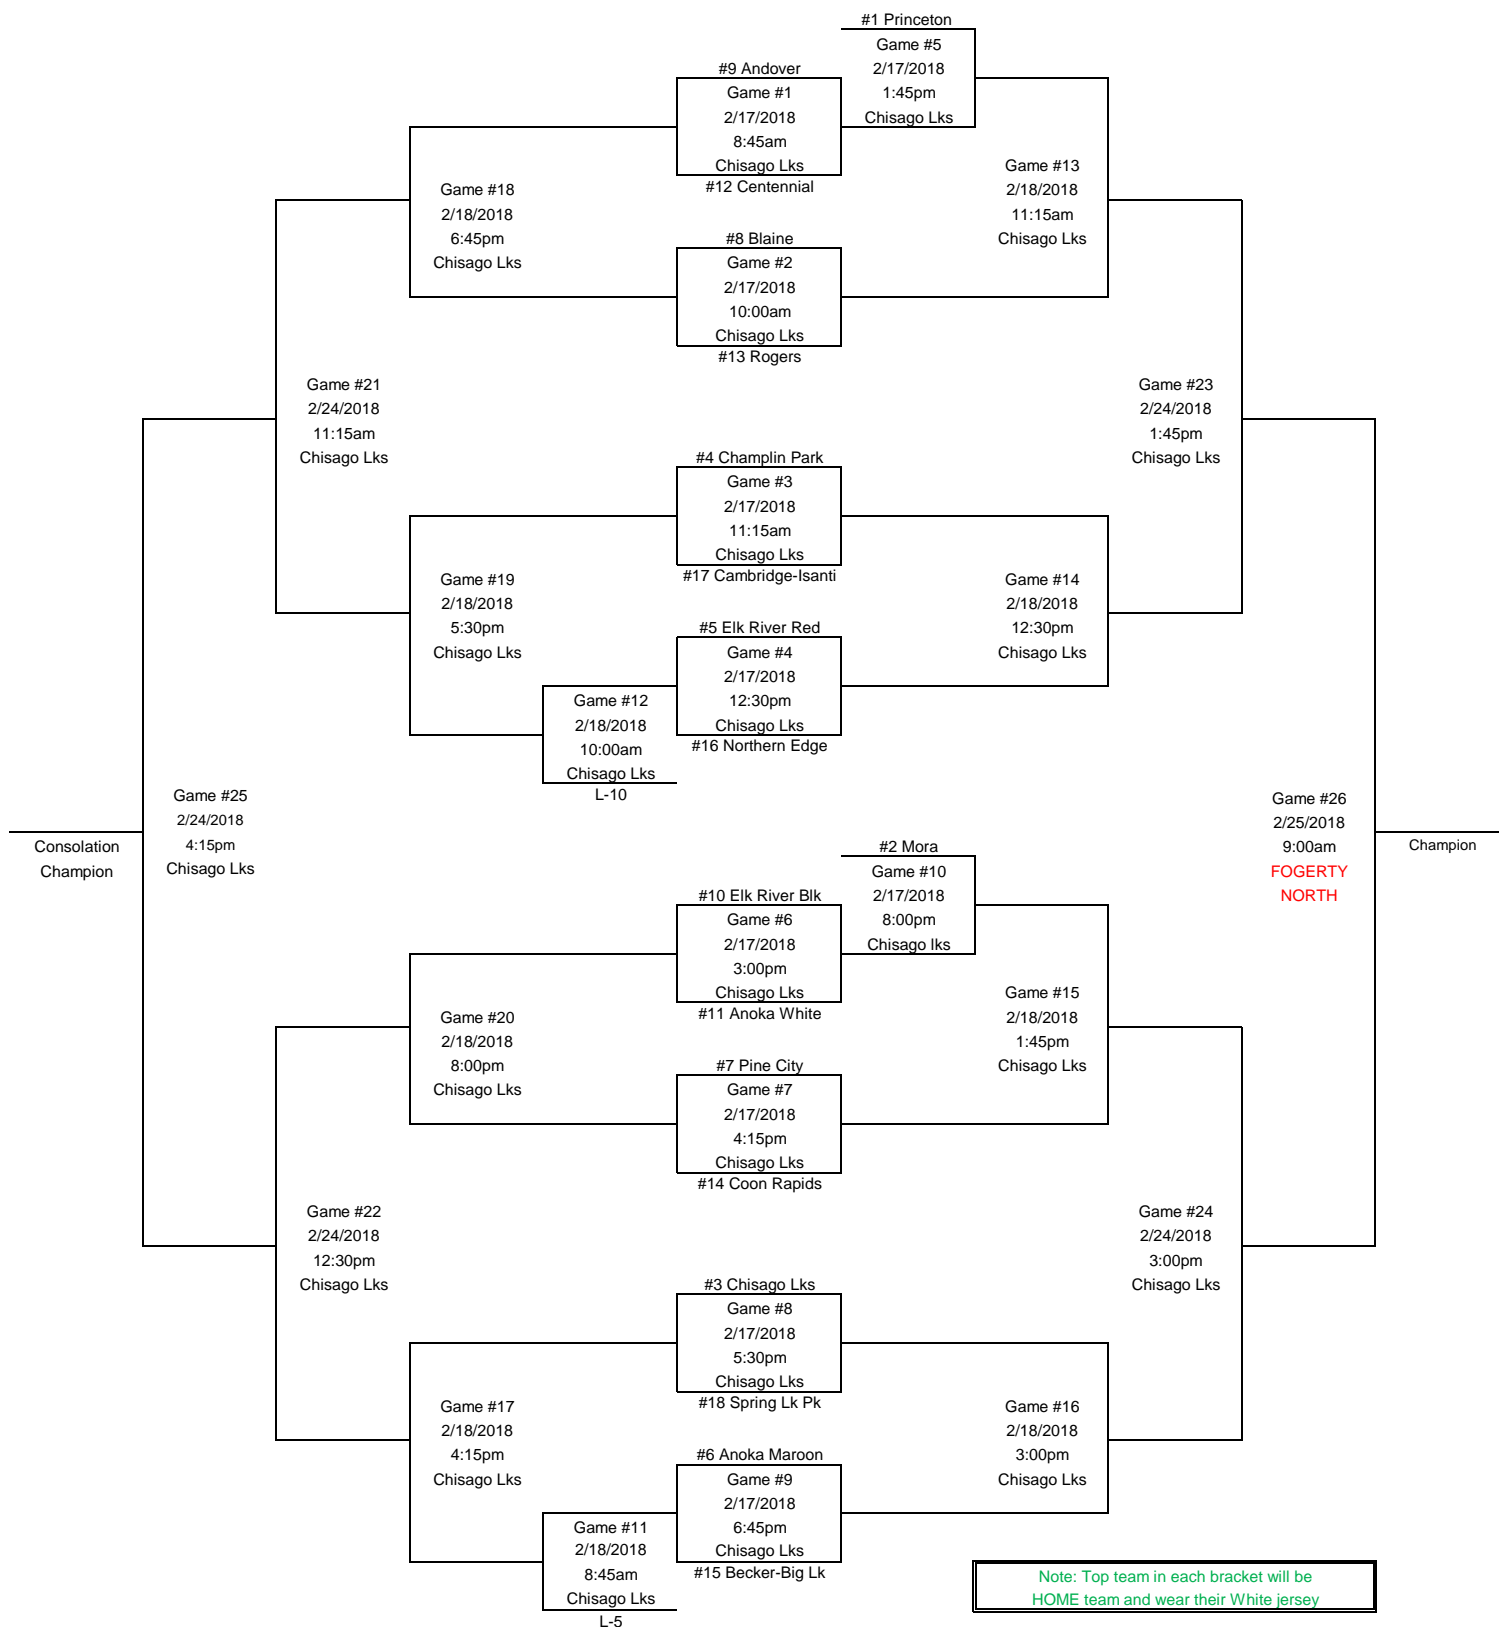 #1 Princeton
Game #5
2/17/2018
1:45pm
Chisago Lks
#9 Andover
Game #1
2/17/2018
8:45am
Chisago Lks
#12 Centennial
Game #13
2/18/2018
11:15am
Chisago Lks
Game #18
2/18/2018
6:45pm
Chisago Lks
#8 Blaine
Game #2
2/17/2018
10:00am
Chisago Lks
#13 Rogers
Game #21
2/24/2018
11:15am
Chisago Lks
Game #23
2/24/2018
1:45pm
Chisago Lks
#4 Champlin Park
Game #3
2/17/2018
11:15am
Chisago Lks
#17 Cambridge-Isanti
Game #19
2/18/2018
5:30pm
Chisago Lks
Game #14
2/18/2018
12:30pm
Chisago Lks
#5 Elk River Red
Game #4
2/17/2018
12:30pm
Chisago Lks
#16 Northern Edge
Game #12
2/18/2018
10:00am
Chisago Lks
L-10
Game #25
2/24/2018
4:15pm
Chisago Lks
Consolation
Champion
Game #26
2/25/2018
9:00am
FOGERTY
NORTH
Champion
#2 Mora
Game #10
2/17/2018
8:00pm
Chisago lks
#10 Elk River Blk
Game #6
2/17/2018
3:00pm
Chisago Lks
#11 Anoka White
Game #20
2/18/2018
8:00pm
Chisago Lks
Game #15
2/18/2018
1:45pm
Chisago Lks
#7 Pine City
Game #7
2/17/2018
4:15pm
Chisago Lks
#14 Coon Rapids
Game #22
2/24/2018
12:30pm
Chisago Lks
Game #24
2/24/2018
3:00pm
Chisago Lks
#3 Chisago Lks
Game #8
2/17/2018
5:30pm
Chisago Lks
#18 Spring Lk Pk
Game #17
2/18/2018
4:15pm
Chisago Lks
Game #16
2/18/2018
3:00pm
Chisago Lks
#6 Anoka Maroon
Game #9
2/17/2018
6:45pm
Chisago Lks
#15 Becker-Big Lk
Game #11
2/18/2018
8:45am
Chisago Lks
L-5
Note: Top team in each bracket will be
HOME team and wear their White jersey